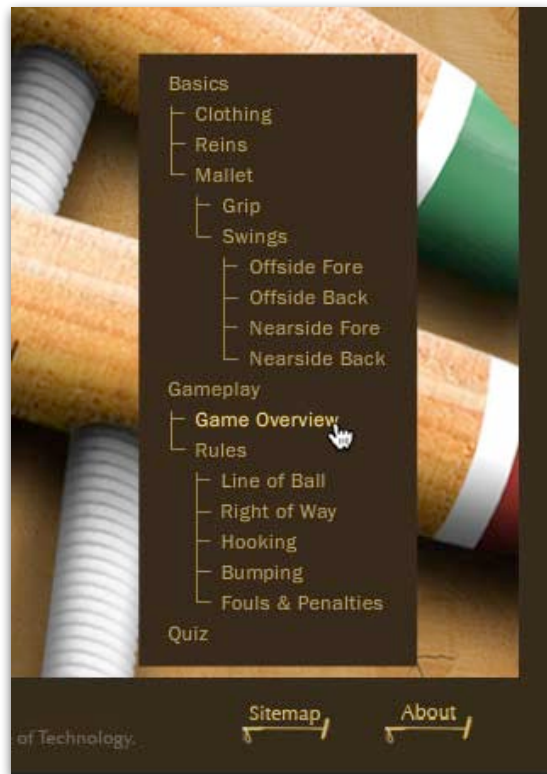 Basics
Clothing
Reins
Mallet
Grip
Swings
Offside Fore
Offside Back
Nearside Fore
Nearside Back
Gameplay
Game Overview
Rules
Line of Ball
Right of Way
Hooking
Bumping
Fouls & Penalties
Quiz
Sitemap
About
of Technology.